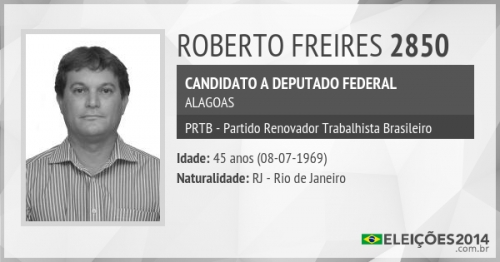 ROBERTO FREIRES 2850
CANDIDATO A DEPUTADO FEDERAL
ALAGOAS
PRTB - Partido Renovador Trabalhista Brasileiro
Idade: 45 anos (08-07-1969)
Naturalidade: RJ - Rio de Janeiro
ELEIÇÕES2014
.com.br